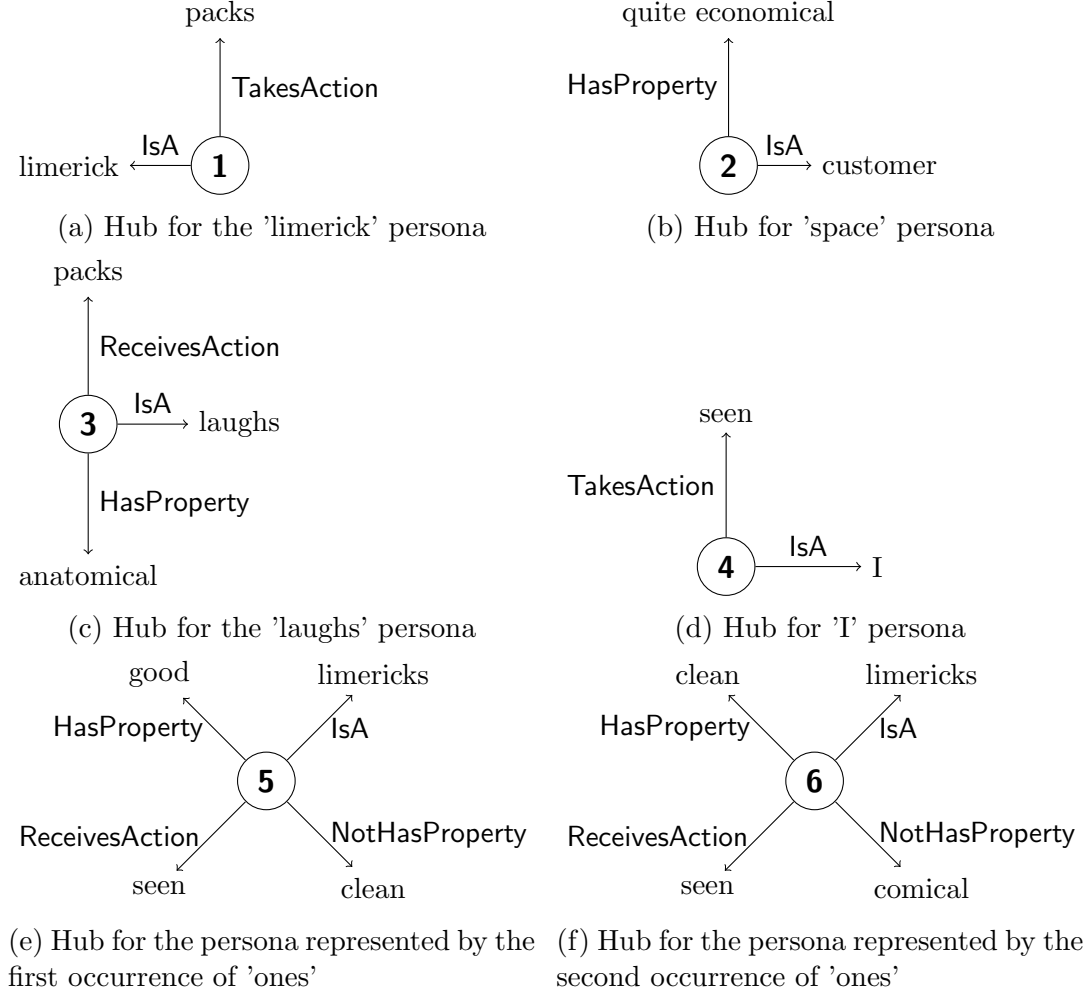 packs
TakesAction
IsA
limerick
1
(a) Hub for the 'limerick' persona
quite economical
HasProperty
IsA
2
customer
(b) Hub for 'space' persona
packs
ReceivesAction
IsA
3
laughs
HasProperty
anatomical
(c) Hub for the 'laughs' persona
seen
TakesAction
IsA
4
I
(d) Hub for 'I' persona
good
limericks
HasProperty
IsA
5
ReceivesAction
NotHasProperty
seen
clean
(e) Hub for the persona represented by the
first occurrence of 'ones'
clean
limericks
HasProperty
IsA
6
ReceivesAction
NotHasProperty
seen
comical
(f) Hub for the persona represented by the
second occurrence of 'ones'